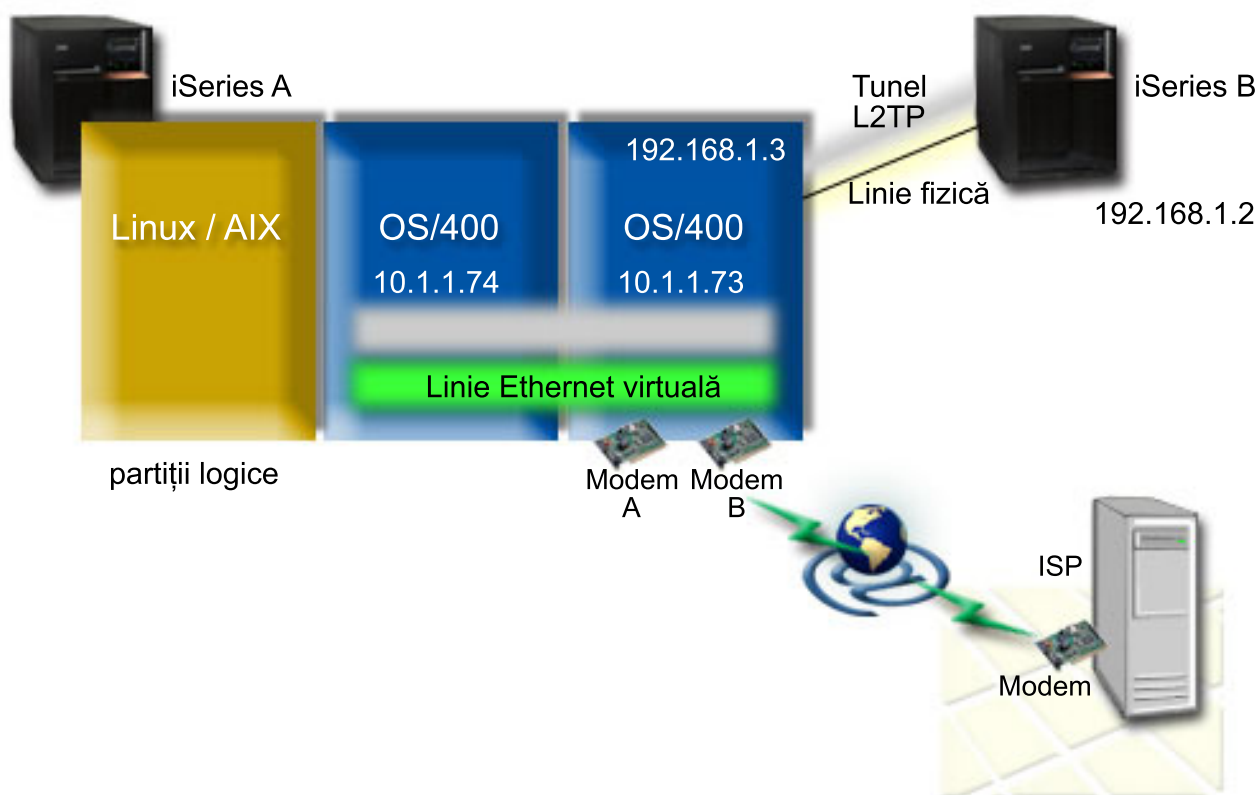 iSeries A
Tunel
L2TP
iSeries B
192.168.1.3
Linie fizică
192.168.1.2
Linux / AIX
OS/400
OS/400
10.1.1.74
10.1.1.73
Linie Ethernet virtuală
partiții logice
Modem
A
Modem
B
ISP
Modem